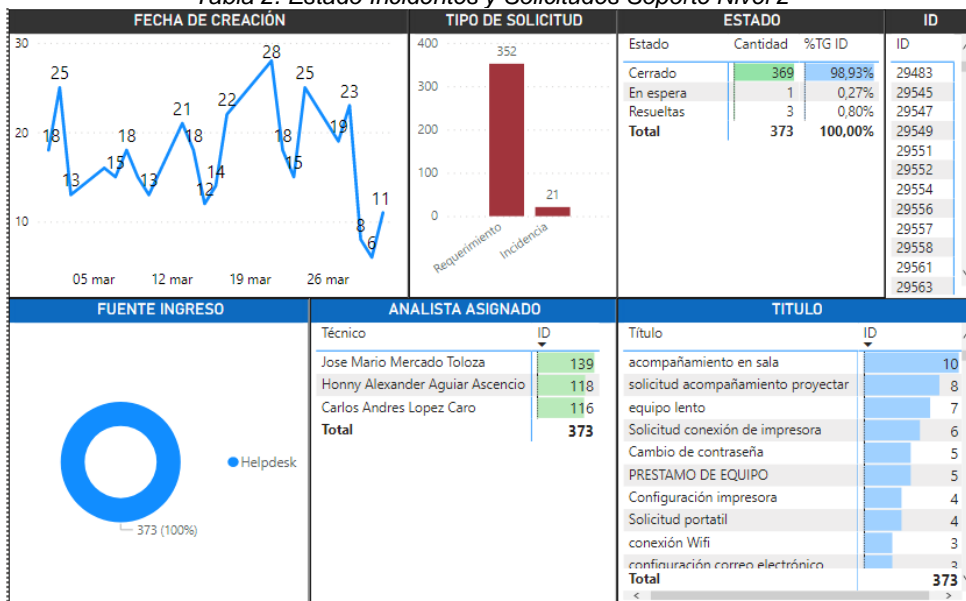 Tabla 2. Estado Incidentes y Solicitudes Soporte Nivel 2
FECHA DE CREACIÓN
30
20
10
18
25
13
15
18
13
21
18
12
14
22
28
18
15
25
19
23
8
6
11
05 mar
12 mar
19 mar
26 mar
TIPO DE SOLICITUD
400
300
200
100
0
352
21
Requerimiento
Incidencia
ESTADO
Estado Cantidad %TG ID
Cerrado 369 98,93%
En espera 1 0,27%
Resueltas 3 0,80%
Total 373 100,00%
ID
ID
29483
29545
29547
29549
29551
29552
29554
29556
29557
29558
29561
29563
FUENTE INGRESO
Helpdesk
373 (100%)
ANALISTA ASIGNADO
Técnico ID
Jose Mario Mercado Toloza 139
Honny Alexander Aguiar Ascencio 118
Carlos Andres Lopez Caro 116
Total 373
TITULO
Título ID
acompañamiento en sala 10
solicitud acompañamiento proyectar 8
equipo lento 7
Solicitud conexión de impresora 6
Cambio de contraseña 5
PRESTAMO DE EQUIPO 5
Configuración impresora 4
Solicitud portatil 4
conexión Wifi 3
configuración correo electrónico 3
Total 373